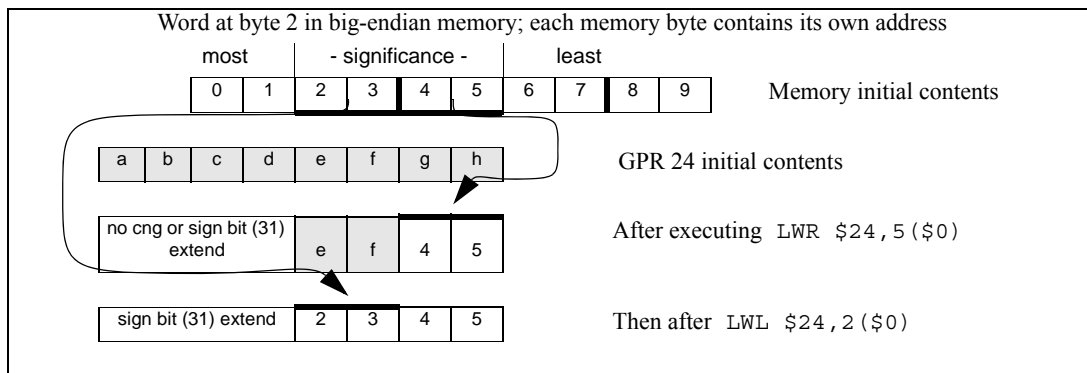 Word at byte 2 in big-endian memory; each memory byte contains its own address
most - significance - least
0 1 2 3 4 5 6 7 8 9 Memory initial contents
a b c d e f g h GPR 24 initial contents
no cng or sign bit (31)
extend e f 4 5 After executing LWR $24,5($0)
sign bit (31) extend 2 3 4 5 Then after LWL $24,2($0)